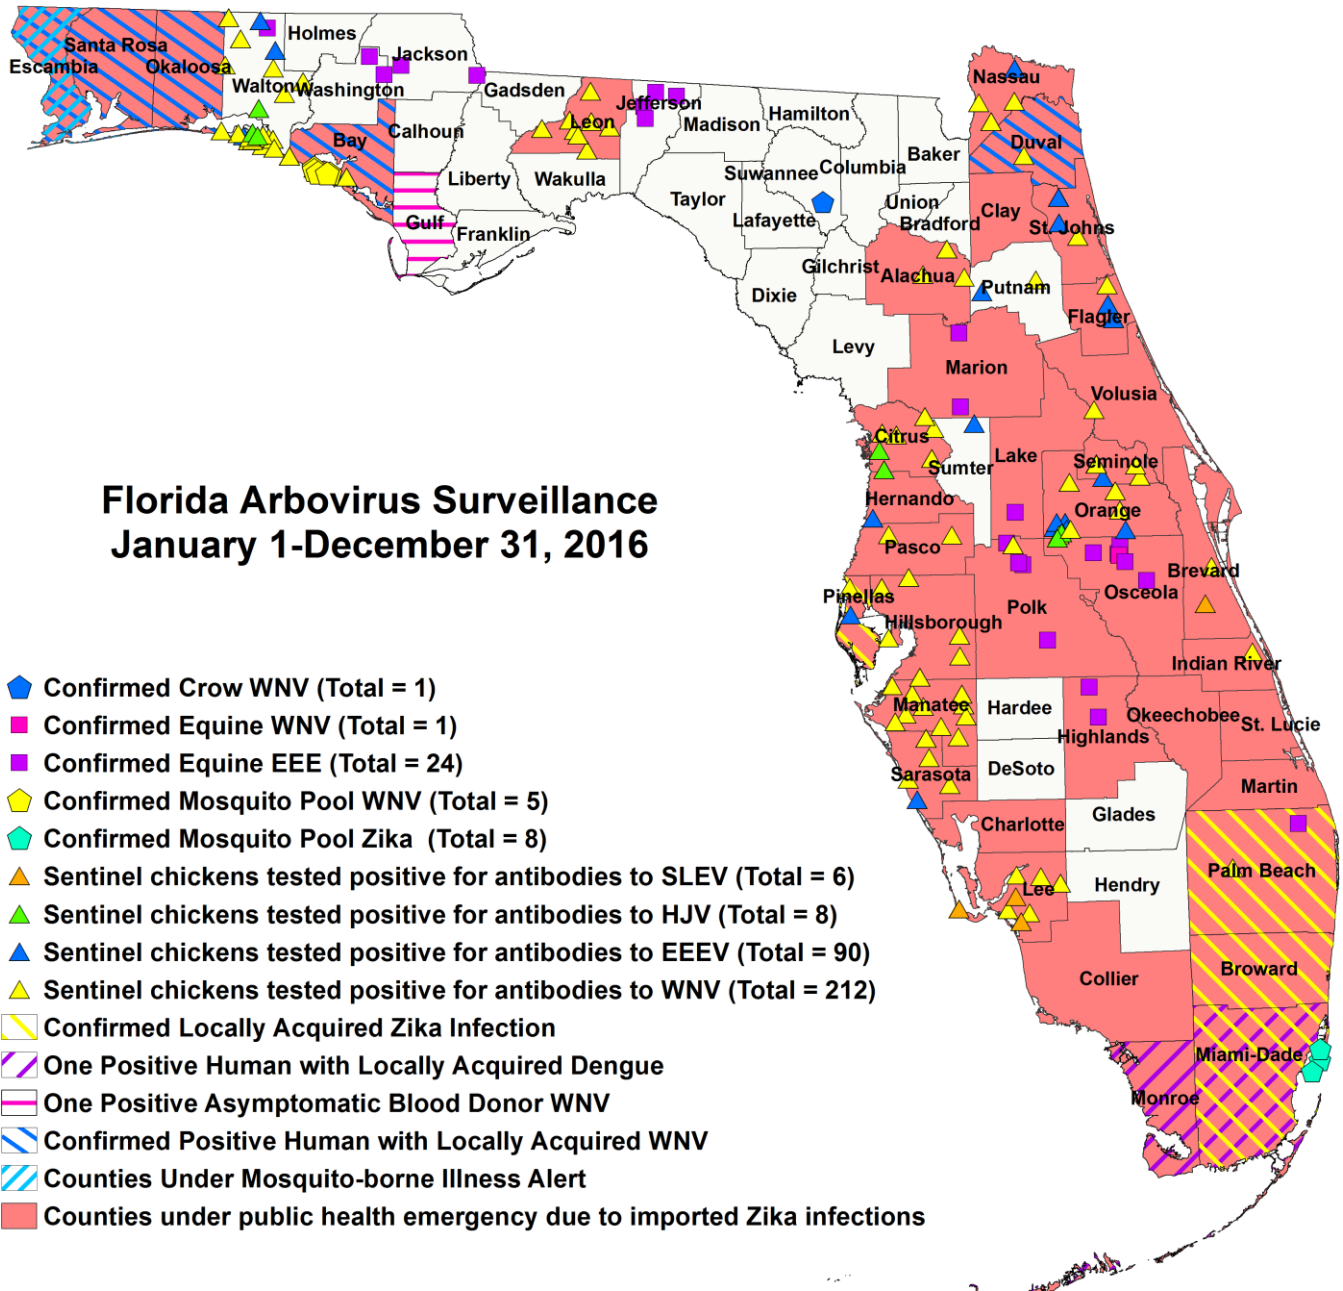 Holmes
Jackson
Santa Rosa
Escambia
Okaloosa
Walton
Washington
Gadsden
Jefferson
Leon
Madison
Hamilton
Nassau
Duval
Bay
Calhoun
Liberty
Wakulla
Gulf
Franklin
Taylor
Suwannee
Columbia
Baker
Lafayette
Union
Bradford
Clay
St. Johns
Gilchrist
Alachua
Putnam
Dixie
Flagler
Levy
Marion
Volusia
Citrus
Sumter
Lake
Seminole
Hernando
Orange
Pasco
Brevard
Osceola
Pinellas
Polk
Hillsborough
Indian River
Manatee
Hardee
Okeechobee
St. Lucie
Highlands
Sarasota
DeSoto
Martin
Charlotte
Glades
Palm Beach
Lee
Hendry
Broward
Collier
Miami-Dade
Monroe
Florida Arbovirus Surveillance
January 1-December 31, 2016
Confirmed Crow WNV (Total = 1)
Confirmed Equine WNV (Total = 1)
Confirmed Equine EEE (Total = 24)
Confirmed Mosquito Pool WNV (Total = 5)
Confirmed Mosquito Pool Zika (Total = 8)
Sentinel chickens tested positive for antibodies to SLEV (Total = 6)
Sentinel chickens tested positive for antibodies to HJV (Total = 8)
Sentinel chickens tested positive for antibodies to EEEV (Total = 90)
Sentinel chickens tested positive for antibodies to WNV (Total = 212)
Confirmed Locally Acquired Zika Infection
One Positive Human with Locally Acquired Dengue
One Positive Asymptomatic Blood Donor WNV
Confirmed Positive Human with Locally Acquired WNV
Counties Under Mosquito-borne Illness Alert
Counties under public health emergency due to imported Zika infections